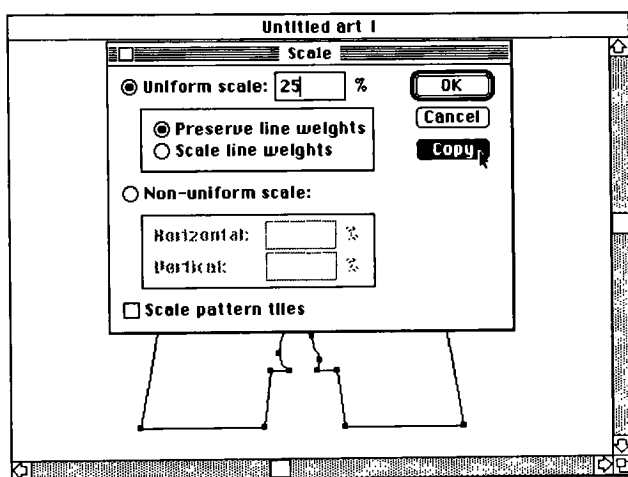 Untitled art 1
Scale
Uniform scale: 25 %
OK
Preserve line weights
Cancel
Scale line weights
Copy
Non-uniform scale:
Horizontal: %
Vertical: %
Scale pattern tiles